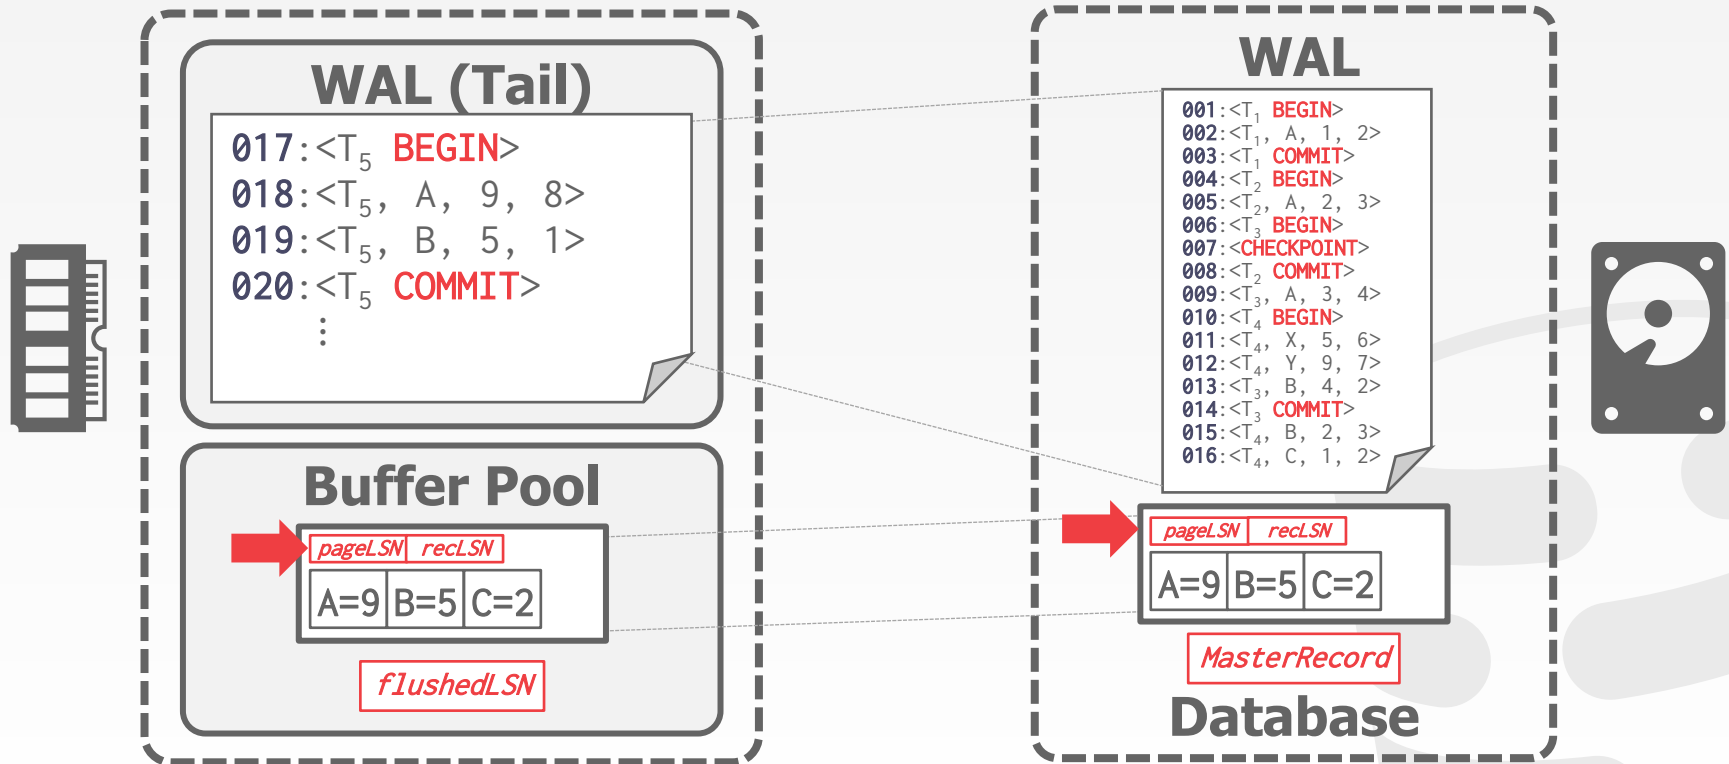 WAL (Tail)
017:<T5 BEGIN>
018:<T5, A, 9, 8>
019:<T5, B, 5, 1>
020:<T5 COMMIT>
⋮
Buffer Pool
pageLSN recLSN
A=9 B=5 C=2
flushedLSN
WAL
001:<T1 BEGIN>
002:<T1, A, 1, 2>
003:<T1 COMMIT>
004:<T2 BEGIN>
005:<T2, A, 2, 3>
006:<T3 BEGIN>
007:<CHECKPOINT>
008:<T2 COMMIT>
009:<T3, A, 3, 4>
010:<T4 BEGIN>
011:<T4, X, 5, 6>
012:<T4, Y, 9, 7>
013:<T3, B, 4, 2>
014:<T3 COMMIT>
015:<T4, B, 2, 3>
016:<T4, C, 1, 2>
pageLSN recLSN
A=9 B=5 C=2
MasterRecord
Database